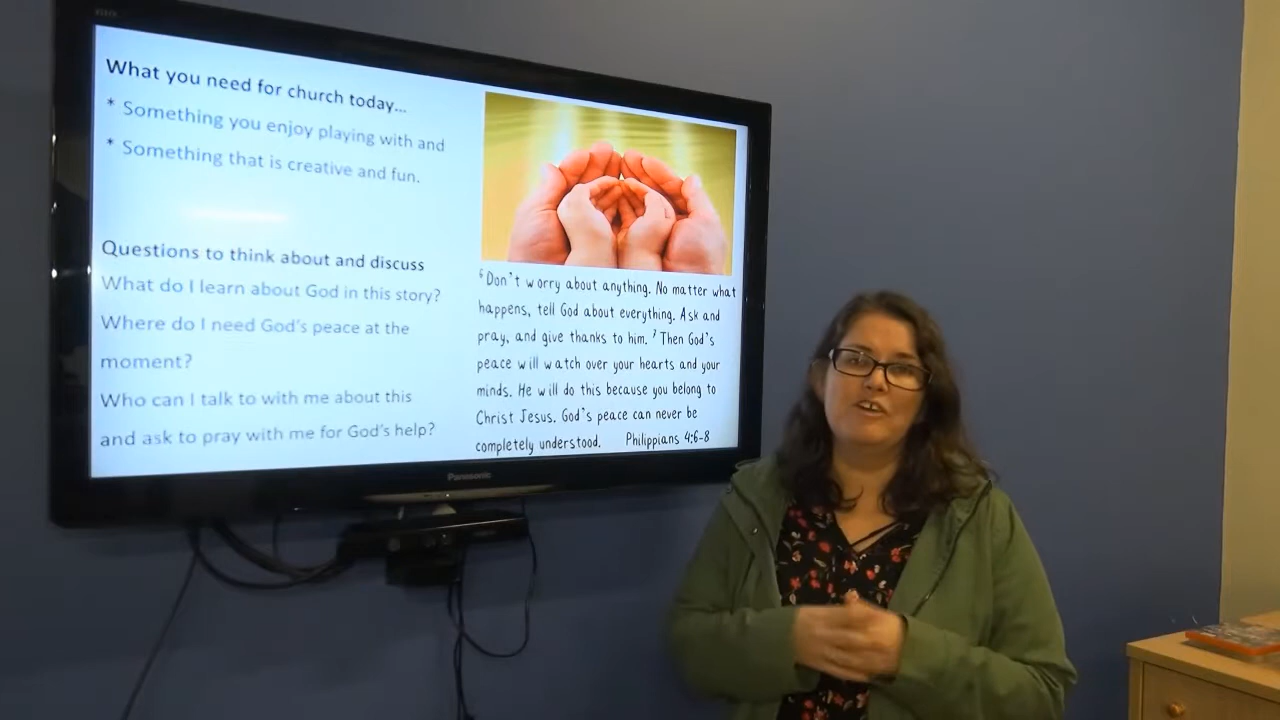 What you need for church today...
* Something you enjoy playing with and
* Something that is creative and fun.
Questions to think about and discuss
What do I learn about God in this story?
Where do I need God's peace at the
moment?
Who can I talk to with me about this
and ask to pray with me for God's help?
⁶Don't worry about anything. No matter what
happens, tell God about everything. Ask and
pray, and give thanks to him. ⁷Then God's
peace will watch over your hearts and your
minds. He will do this because you belong to
Christ Jesus. God's peace can never be
completely understood. Philippians 4:6-8
Panasonic